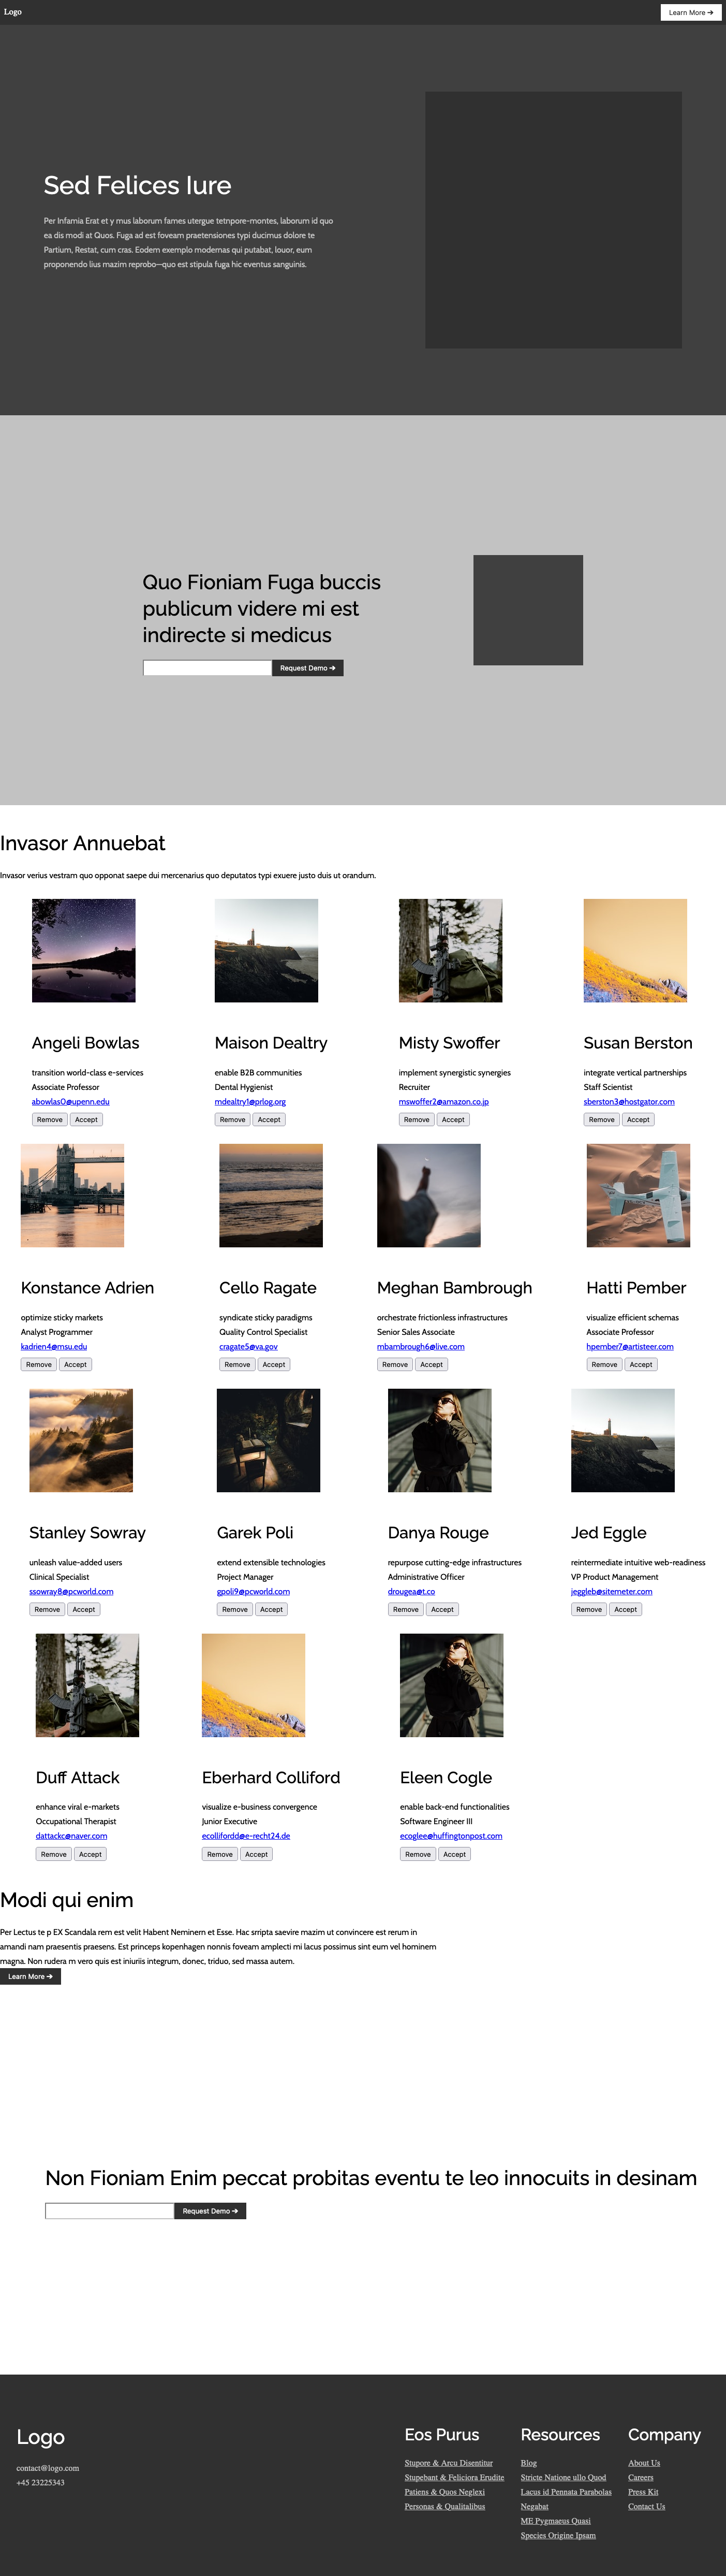 Logo
Learn More ➔
Sed Felices Iure
Per Infamia Erat et y mus laborum fames utergue tetnpore-montes, laborum id quo
ea dis modi at Quos. Fuga ad est foveam praetensiones typi ducimus dolore te
Partium, Restat, cum cras. Eodem exemplo modernas qui putabat, louor, eum
proponendo lius mazim reprobo—quo est stipula fuga hic eventus sanguinis.
Quo Fioniam Fuga buccis
publicum videre mi est
indirecte si medicus
Request Demo ➔
Invasor Annuebat
Invasor verius vestram quo opponat saepe dui mercenarius quo deputatos typi exuere justo duis ut orandum.
Angeli Bowlas
transition world-class e-services
Associate Professor
abowlas0@upenn.edu
Remove Accept
Maison Dealtry
enable B2B communities
Dental Hygienist
mdealtry1@prlog.org
Remove Accept
Misty Swoffer
implement synergistic synergies
Recruiter
mswoffer2@amazon.co.jp
Remove Accept
Susan Berston
integrate vertical partnerships
Staff Scientist
sberston3@hostgator.com
Remove Accept
Konstance Adrien
optimize sticky markets
Analyst Programmer
kadrien4@msu.edu
Remove Accept
Cello Ragate
syndicate sticky paradigms
Quality Control Specialist
cragate5@va.gov
Remove Accept
Meghan Bambrough
orchestrate frictionless infrastructures
Senior Sales Associate
mbambrough6@live.com
Remove Accept
Hatti Pember
visualize efficient schemas
Associate Professor
hpember7@artisteer.com
Remove Accept
Stanley Sowray
unleash value-added users
Clinical Specialist
ssowray8@pcworld.com
Remove Accept
Garek Poli
extend extensible technologies
Project Manager
gpoli9@pcworld.com
Remove Accept
Danya Rouge
repurpose cutting-edge infrastructures
Administrative Officer
drougea@t.co
Remove Accept
Jed Eggle
reintermediate intuitive web-readiness
VP Product Management
jeggleb@sitemeter.com
Remove Accept
Duff Attack
enhance viral e-markets
Occupational Therapist
dattackc@naver.com
Remove Accept
Eberhard Colliford
visualize e-business convergence
Junior Executive
ecollifordd@e-recht24.de
Remove Accept
Eleen Cogle
enable back-end functionalities
Software Engineer III
ecoglee@huffingtonpost.com
Remove Accept
Modi qui enim
Per Lectus te p EX Scandala rem est velit Habent Neminem et Esse. Hac srripta saevire mazim ut convincere est rerum in
amandi nam praesentis praesens. Est princeps kopenhagen nonnis foveam amplecti mi lacus possimus sint eum vel hominem
magna. Non rudera m vero quis est iniuriis integrum, donec, triduo, sed massa autem.
Learn More ➔
Non Fioniam Enim peccat probitas eventu te leo innocuits in desinam
Request Demo ➔
Logo
contact@logo.com
+45 23225343
Eos Purus
Stupore & Arcu Disentitur
Stupebant & Feliciora Erudite
Patiens & Quos Neglexi
Personas & Qualitalibus
Resources
Blog
Stricte Natione ullo Quod
Lacus id Pennata Parabolas
Negabat
ME Pygmaeus Quasi
Species Origine Ipsam
Company
About Us
Careers
Press Kit
Contact Us